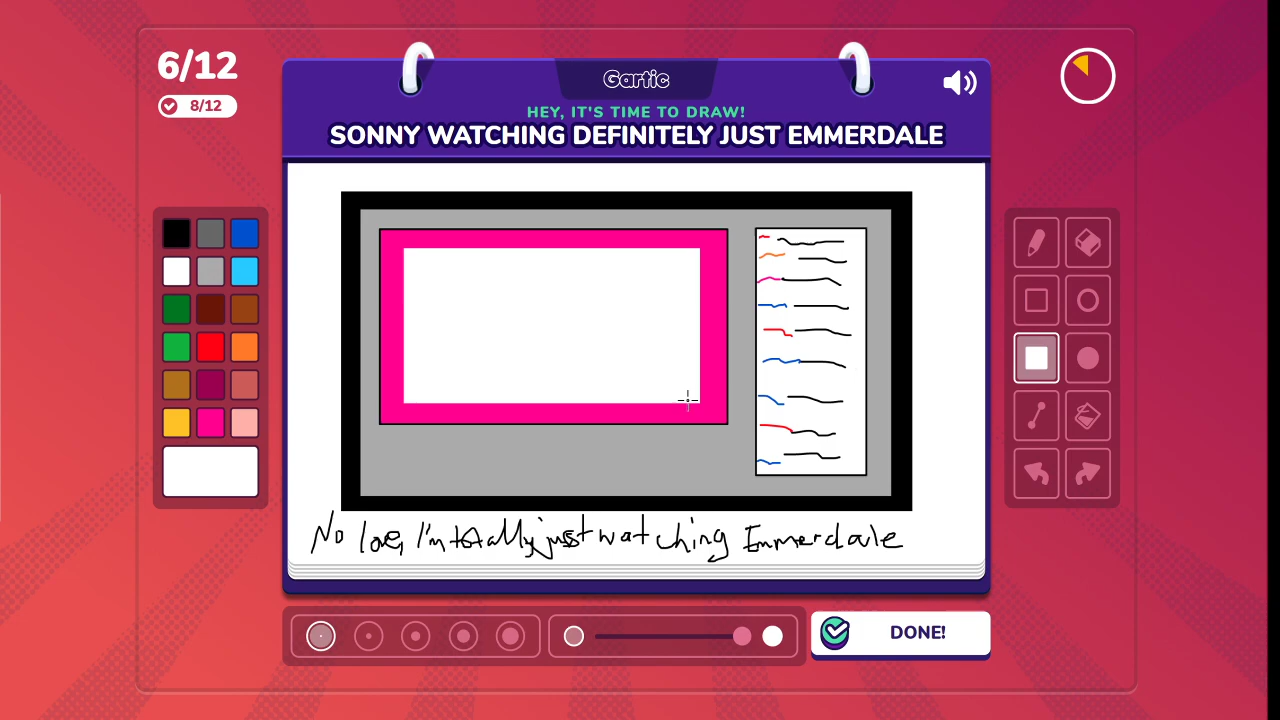 6/12
8/12
Gartic
HEY, IT'S TIME TO DRAW!
SONNY WATCHING DEFINITELY JUST EMMERDALE
No love, I'm totally just watching Emmerdale
DONE!